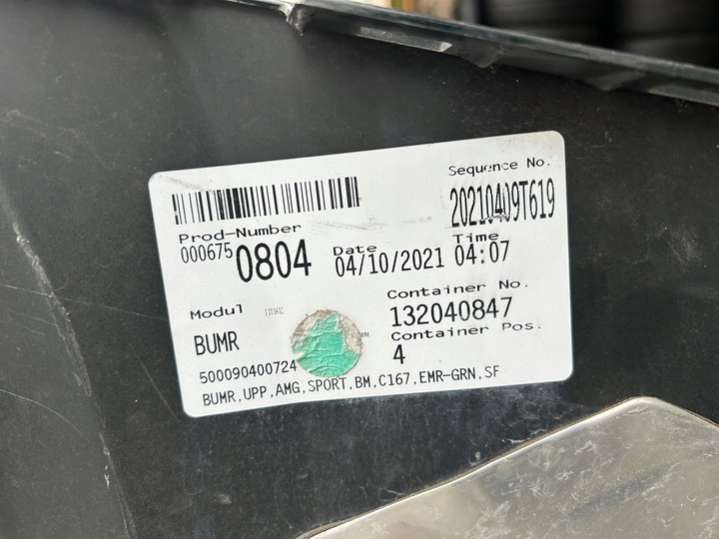 Sequence No.
20210409T619
Prod-Number
000675 0804
Date
04/10/2021
Time
04:07
Modul
BUMR
Container No.
132040847
Container Pos.
4
500090400724
BUMR,UPP,AMG,SPORT,BM,C167,EMR-GRN,SF